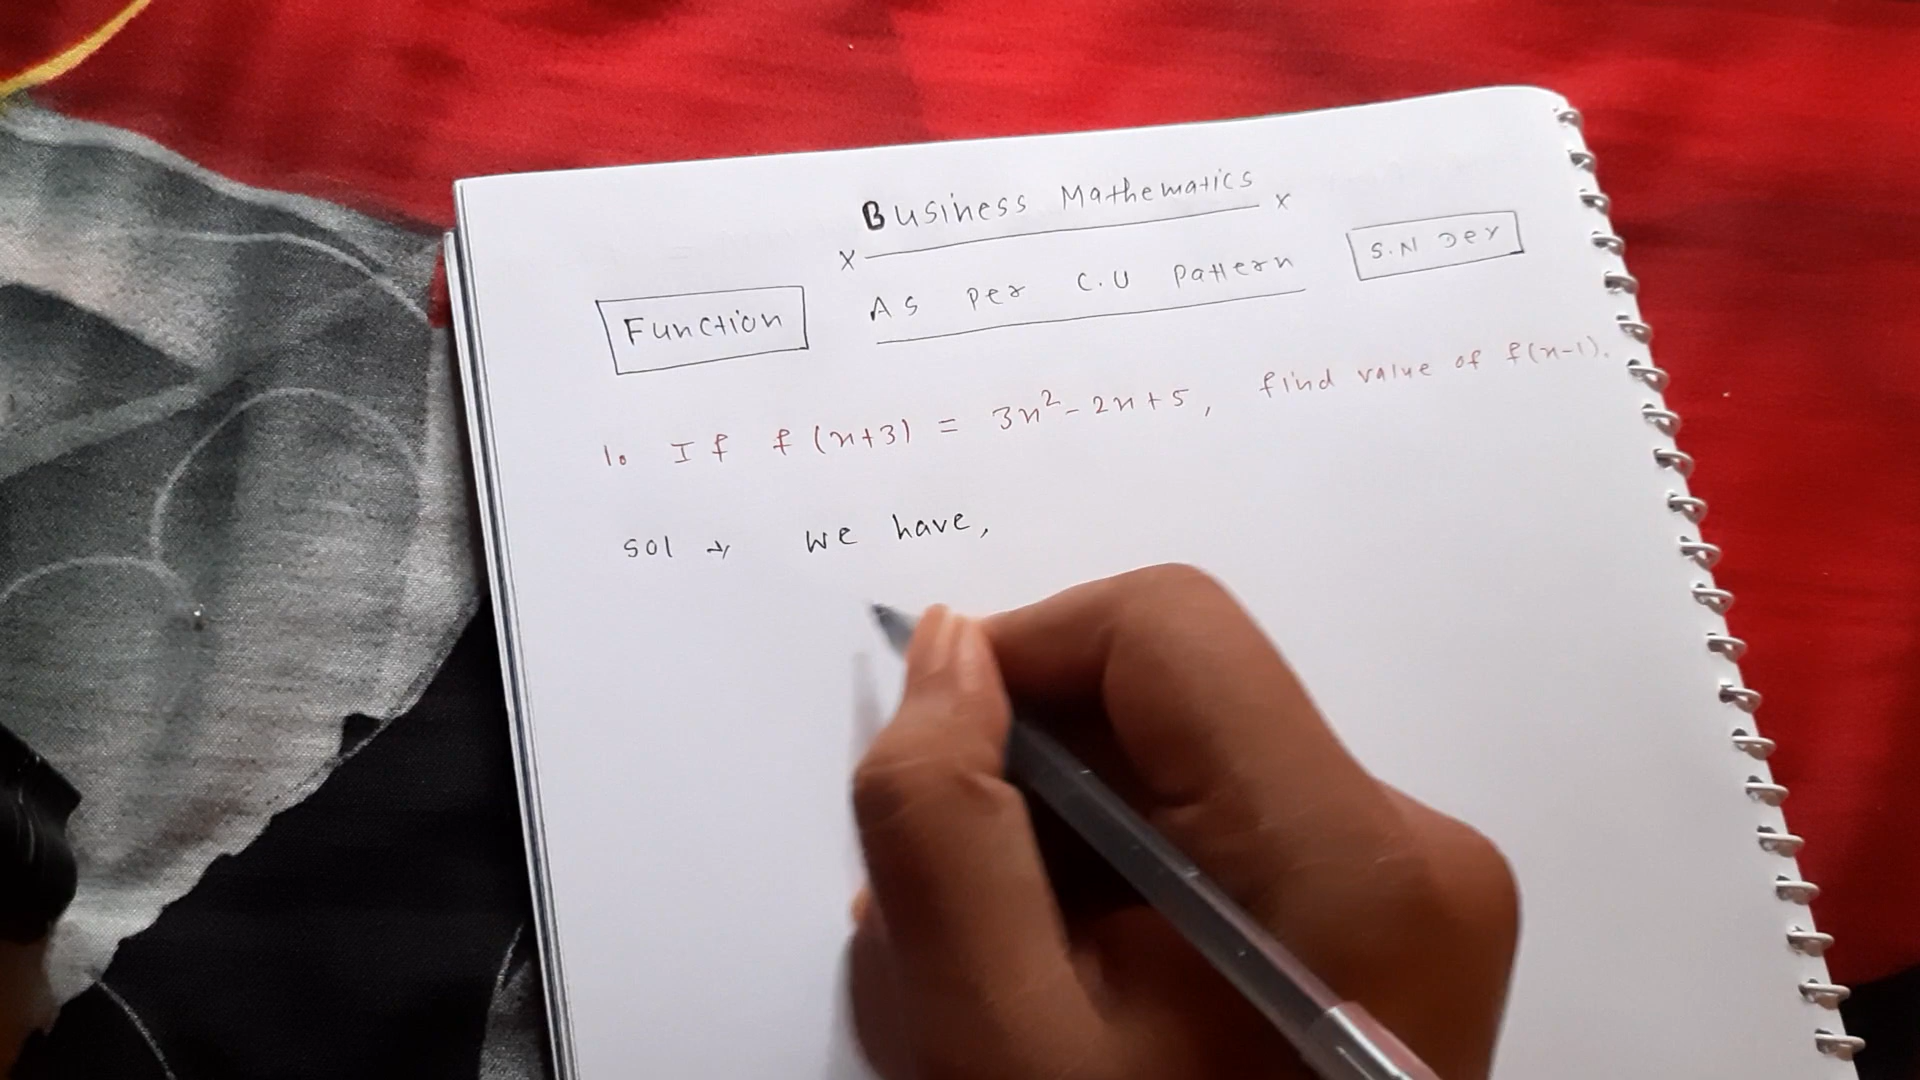 Business Mathematics
x x
Function As per C.U Pattern S.N Dey
1. If f(x+3) = 3x²-2x+5, find value of f(x-1).
Sol → We have,